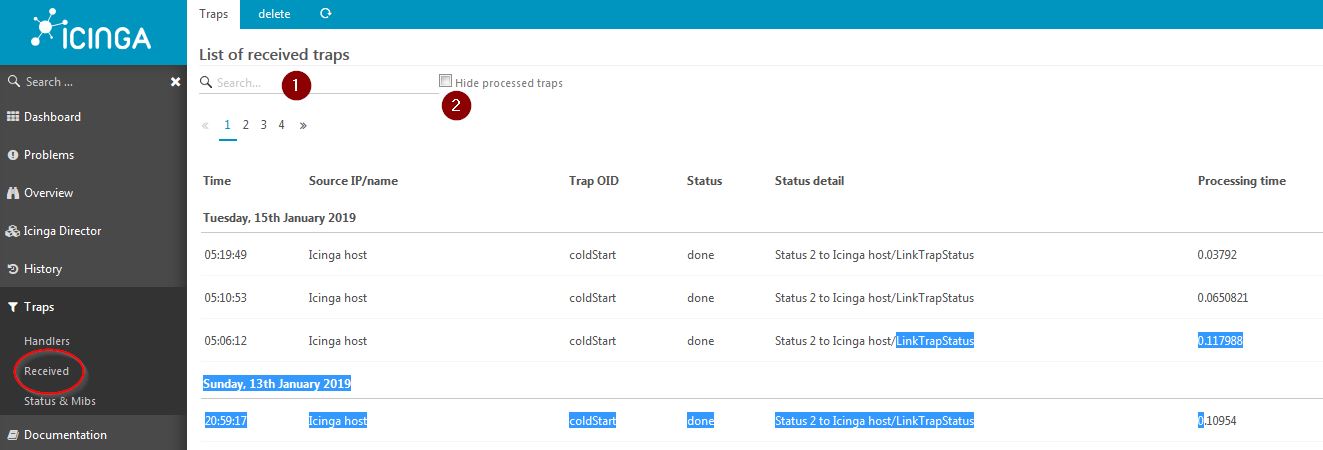 ICINGA
Traps delete
List of received traps
Search ...
Search... 1 Hide processed traps
2
Dashboard
« 1 2 3 4 »
Problems
Time Source IP/name Trap OID Status Status detail Processing time
Overview
Tuesday, 15th January 2019
Icinga Director
05:19:49 Icinga host coldStart done Status 2 to Icinga host/LinkTrapStatus 0.03792
History
05:10:53 Icinga host coldStart done Status 2 to Icinga host/LinkTrapStatus 0.0650821
Traps
Handlers
05:06:12 Icinga host coldStart done Status 2 to Icinga host/LinkTrapStatus 0.117988
Received
Sunday, 13th January 2019
Status & Mibs
20:59:17 Icinga host coldStart done Status 2 to Icinga host/LinkTrapStatus 0.10954
Documentation